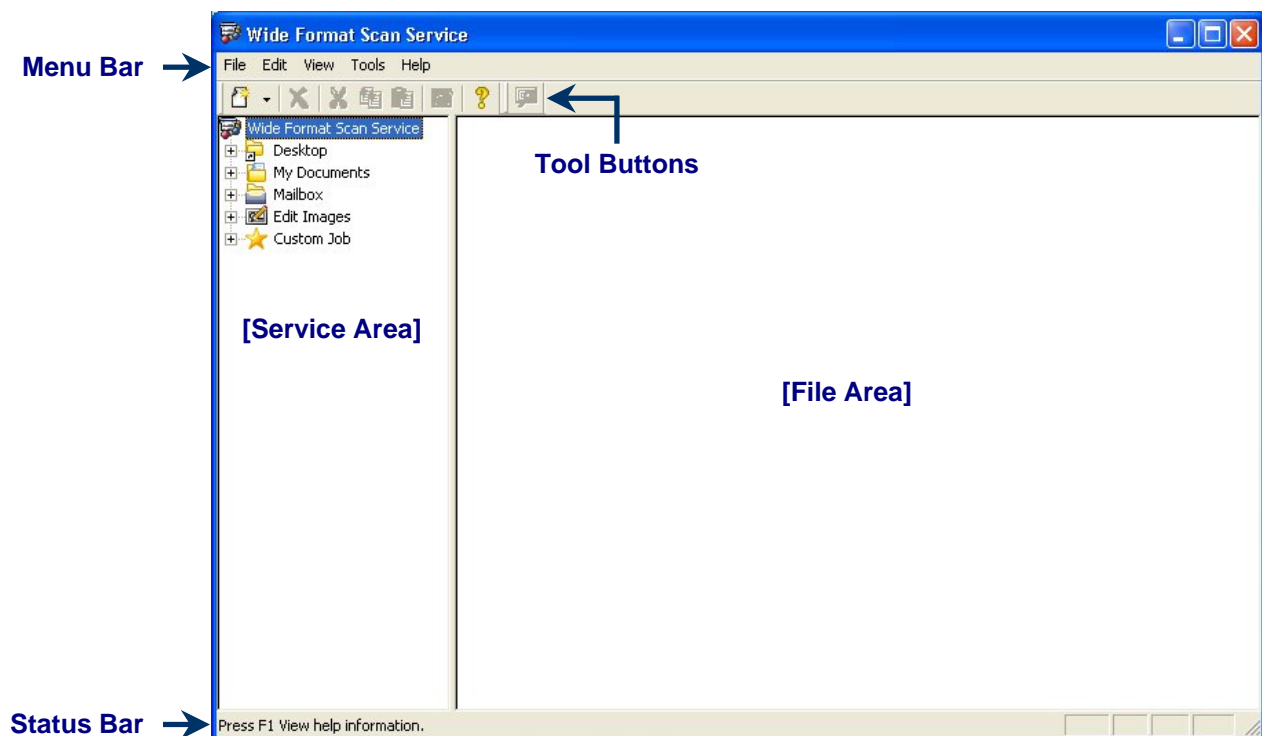 Wide Format Scan Service
Menu Bar
File Edit View Tools Help
Wide Format Scan Service
Desktop
My Documents
Mailbox
Edit Images
Custom Job
Tool Buttons
[Service Area]
[File Area]
Status Bar
Press F1 View help information.